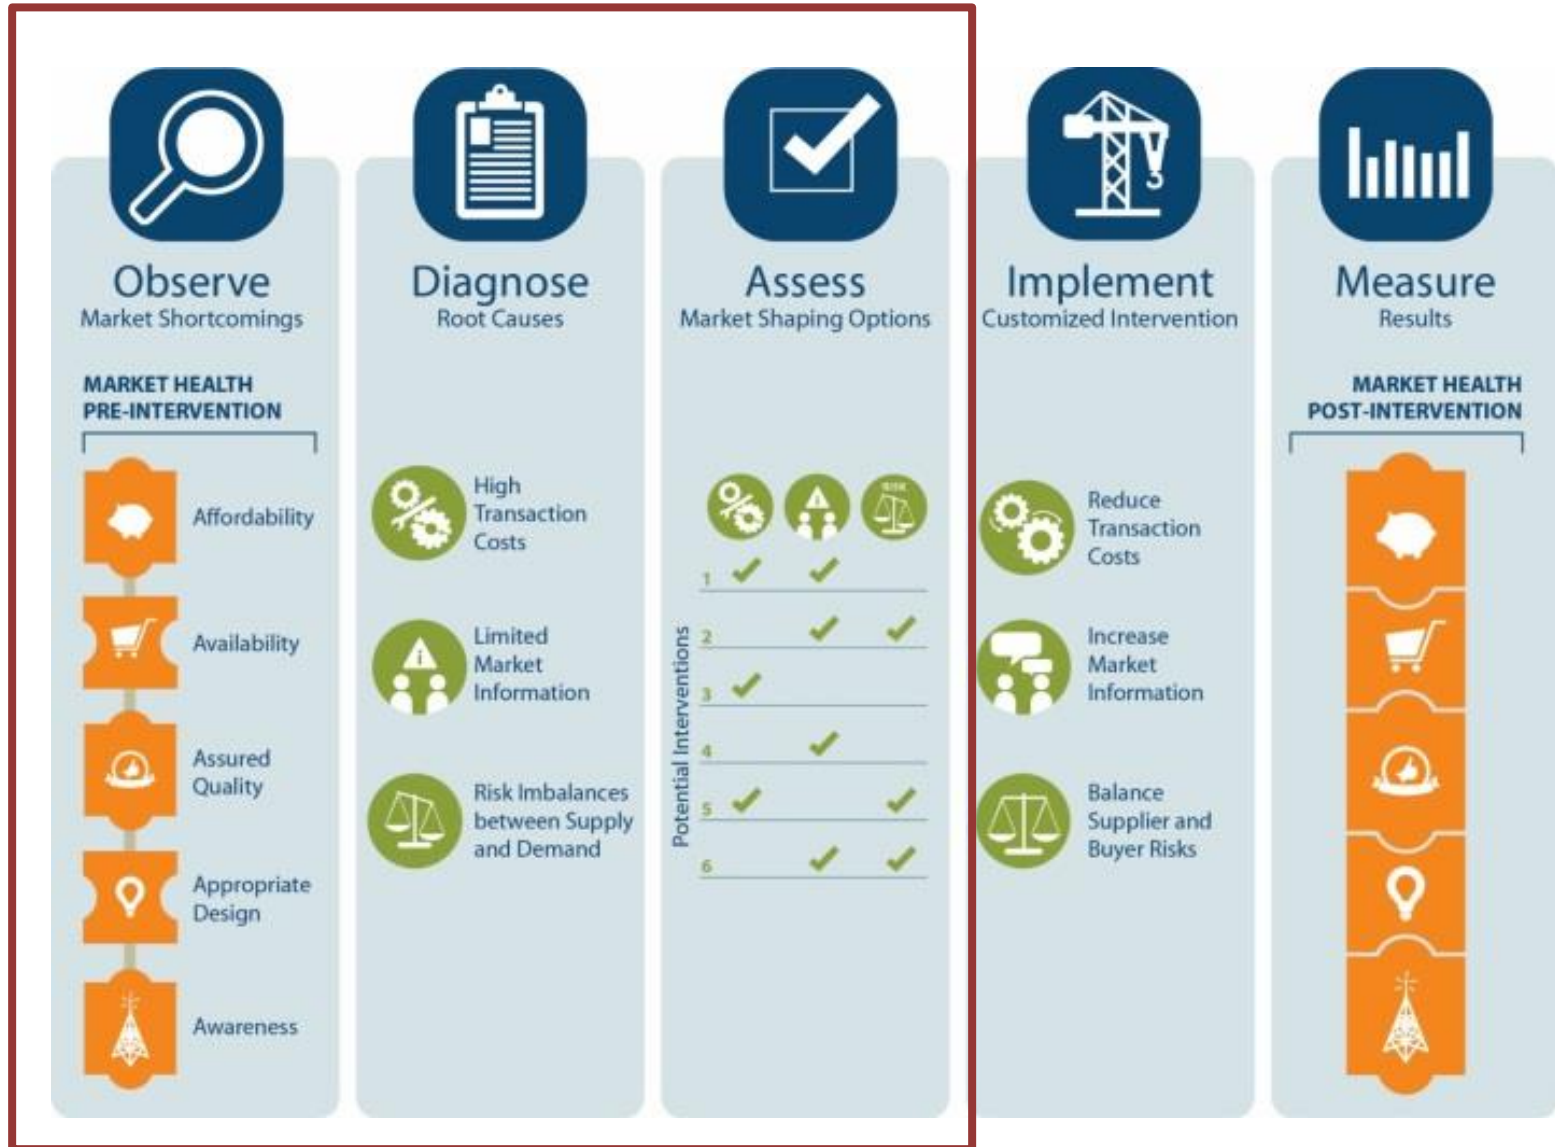 Observe
Market Shortcomings
MARKET HEALTH
PRE-INTERVENTION
Affordability
Availability
Assured
Quality
Appropriate
Design
Awareness
Diagnose
Root Causes
High
Transaction
Costs
i
Limited
Market
Information
Risk Imbalances
between Supply
and Demand
Assess
Market Shaping Options
i
RISK
Potential Interventions
1
2
3
4
5
6
Implement
Customized Intervention
Reduce
Transaction
Costs
Increase
Market
Information
Balance
Supplier and
Buyer Risks
Measure
Results
MARKET HEALTH
POST-INTERVENTION